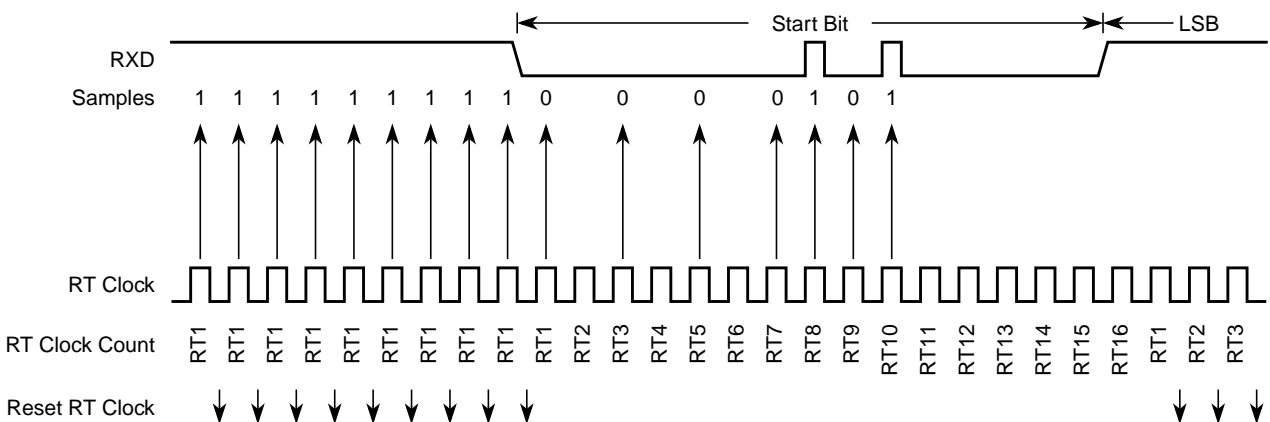 Start Bit LSB
RXD
Samples 1 1 1 1 1 1 1 1 1 0 0 0 0 1 0 1
RT Clock
RT Clock Count RT1 RT1 RT1 RT1 RT1 RT1 RT1 RT1 RT1 RT1 RT2 RT3 RT4 RT5 RT6 RT7 RT8 RT9 RT10 RT11 RT12 RT13 RT14 RT15 RT16 RT1 RT2 RT3
Reset RT Clock